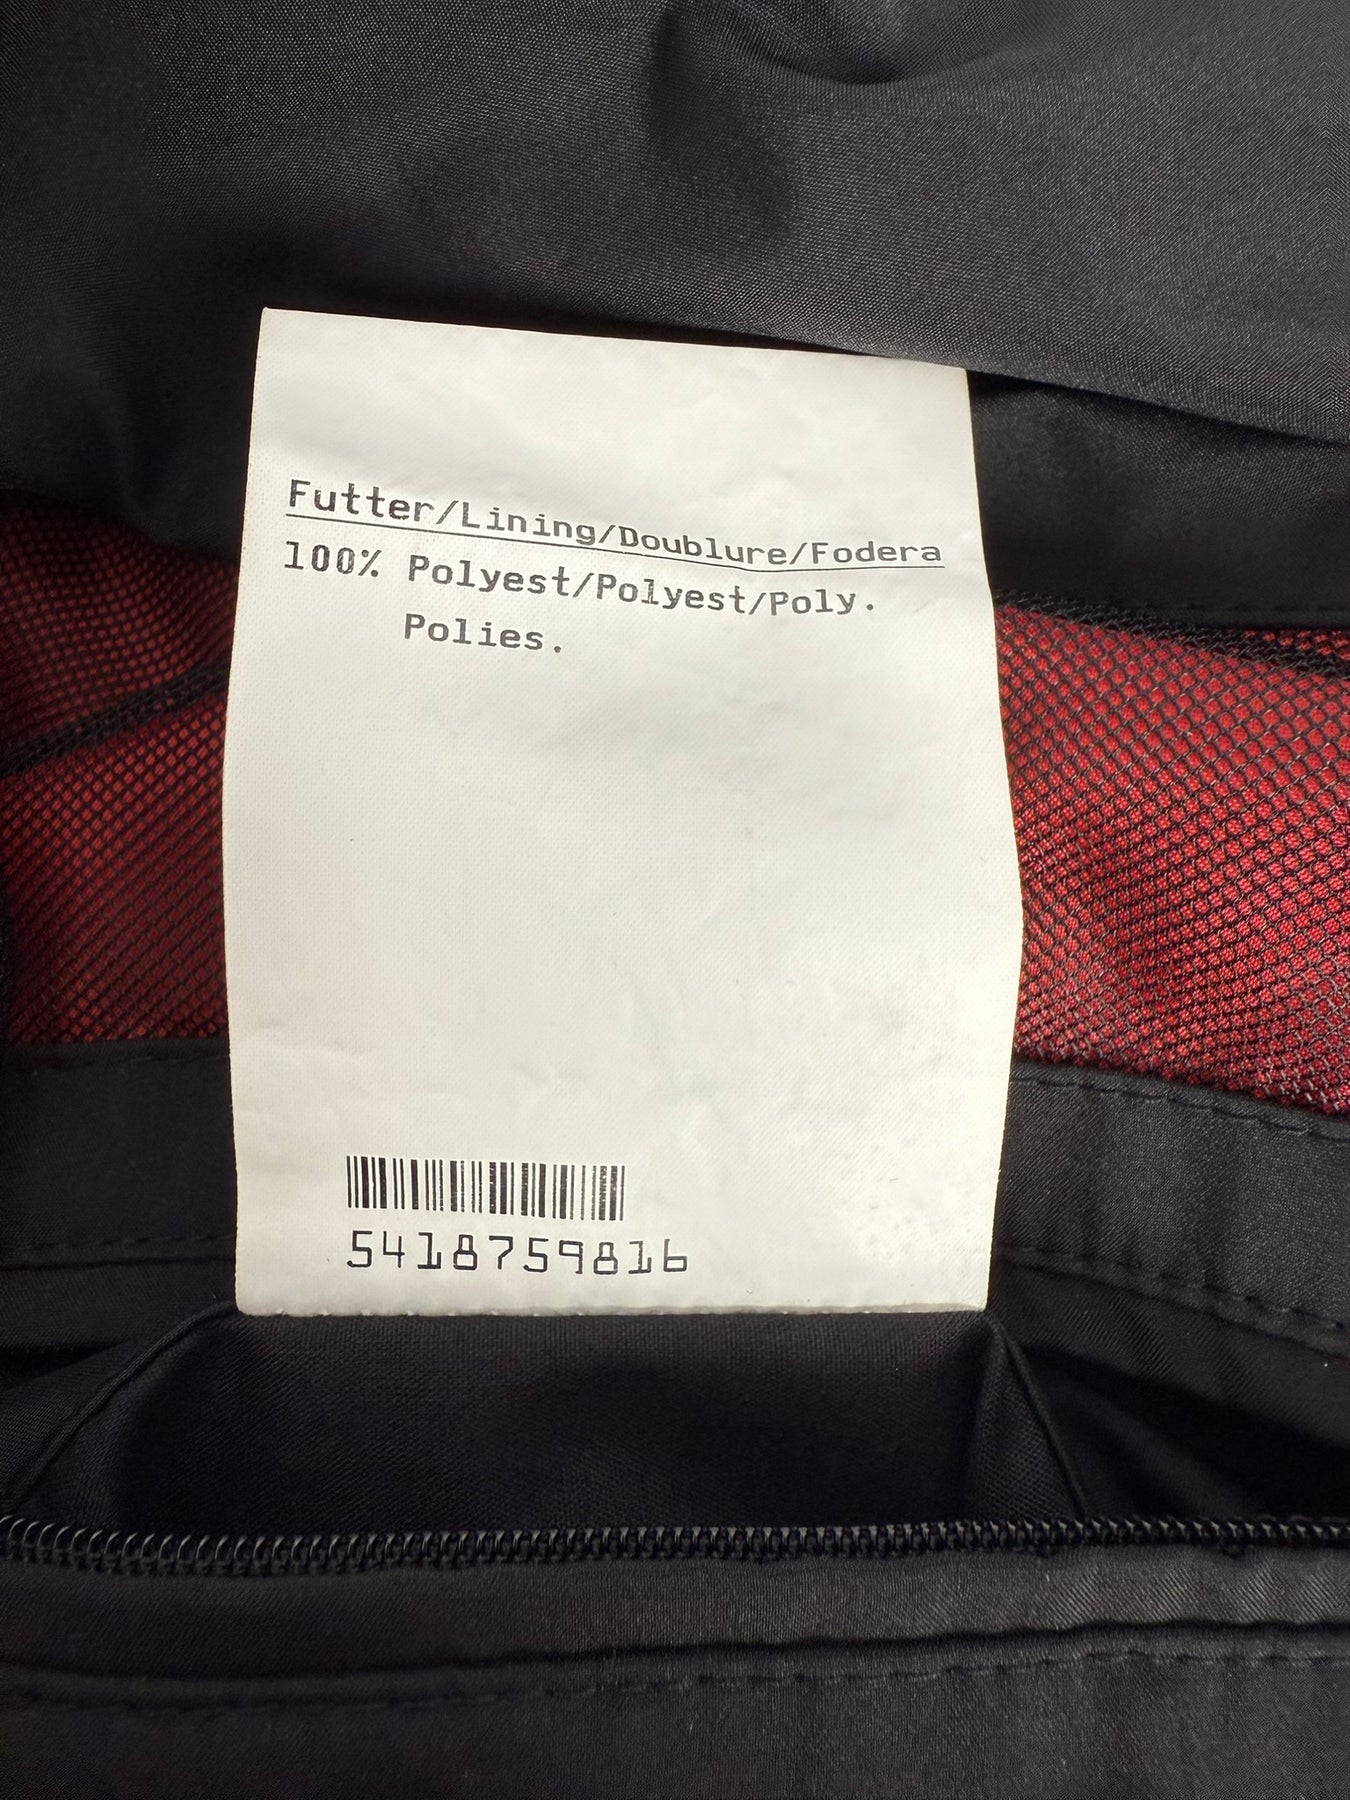 Futter/Lining/Doublure/Fodera
100% Polyest/Polyest/Poly.
Polies.
5418759816